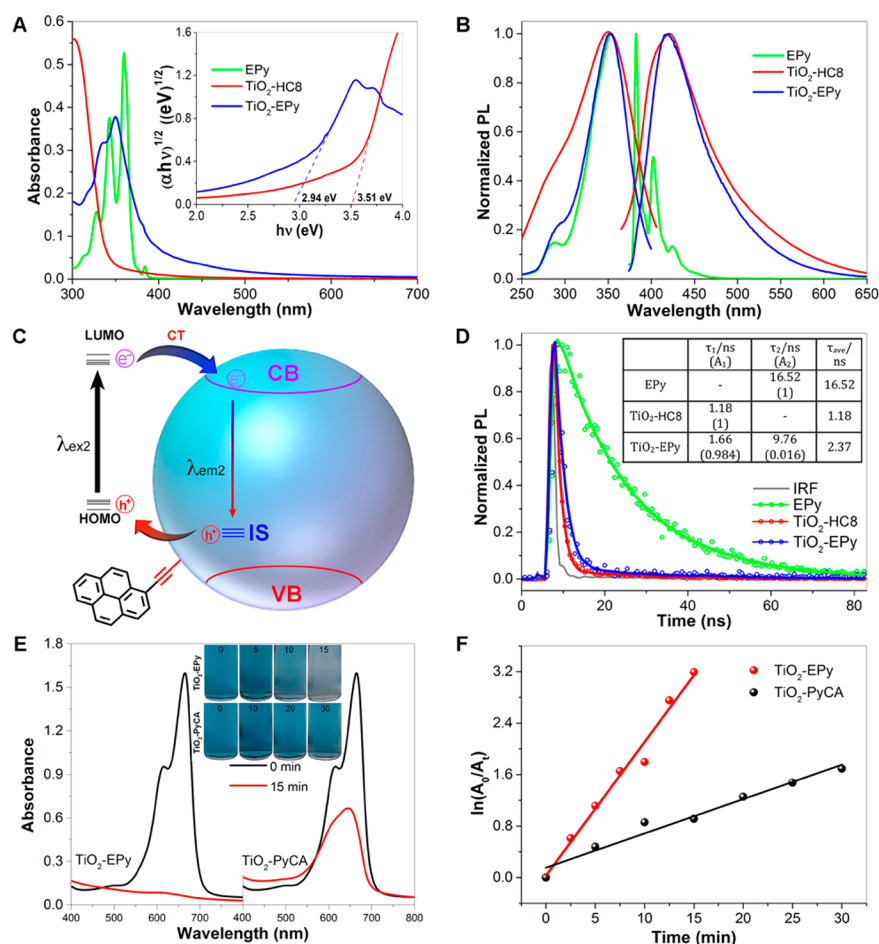 A
0.6
0.5
0.4
0.3
0.2
0.1
0.0
Absorbance
300 400 500 600 700
Wavelength (nm)
EPy
TiO2-HC8
TiO2-EPy
1.6
1.2
0.8
0.4
0.0
(αhν)^1/2 ((eV)^1/2)
2.94 eV
3.51 eV
2.0 2.5 3.0 3.5 4.0
hν (eV)
B
1.0
0.8
0.6
0.4
0.2
0.0
Normalized PL
EPy
TiO2-HC8
TiO2-EPy
250 300 350 400 450 500 550 600 650
Wavelength (nm)
C
LUMO
CT
e-
e-
CB
λex2
λem2
h+
HOMO
h+
IS
VB
D
1.0
0.8
0.6
0.4
0.2
0.0
Normalized PL
τ1/ns (A1) τ2/ns (A2) τave/ns
EPy - 16.52 (1) 16.52
TiO2-HC8 1.18 (1) - 1.18
TiO2-EPy 1.66 (0.984) 9.76 (0.016) 2.37
IRF
EPy
TiO2-HC8
TiO2-EPy
0 20 40 60 80
Time (ns)
E
1.8
1.5
1.2
0.9
0.6
0.3
0.0
Absorbance
TiO2-EPy
0 5 10 15
TiO2-PyCA
0 10 20 30
0 min
15 min
TiO2-EPy
TiO2-PyCA
400 500 600 700 400 500 600 700 800
Wavelength (nm)
F
3.2
2.4
1.6
0.8
0.0
ln(A0/At)
TiO2-EPy
TiO2-PyCA
0 5 10 15 20 25 30
Time (min)